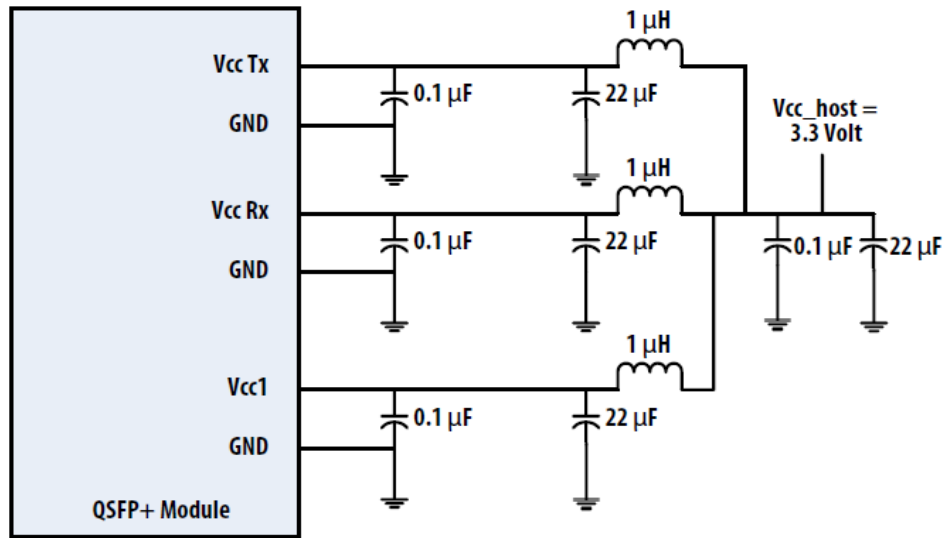 1 μH
Vcc Tx
0.1 μF
22 μF
Vcc_host =
3.3 Volt
GND
1 μH
Vcc Rx
0.1 μF
22 μF
0.1 μF
22 μF
GND
1 μH
Vcc1
0.1 μF
22 μF
GND
QSFP+ Module